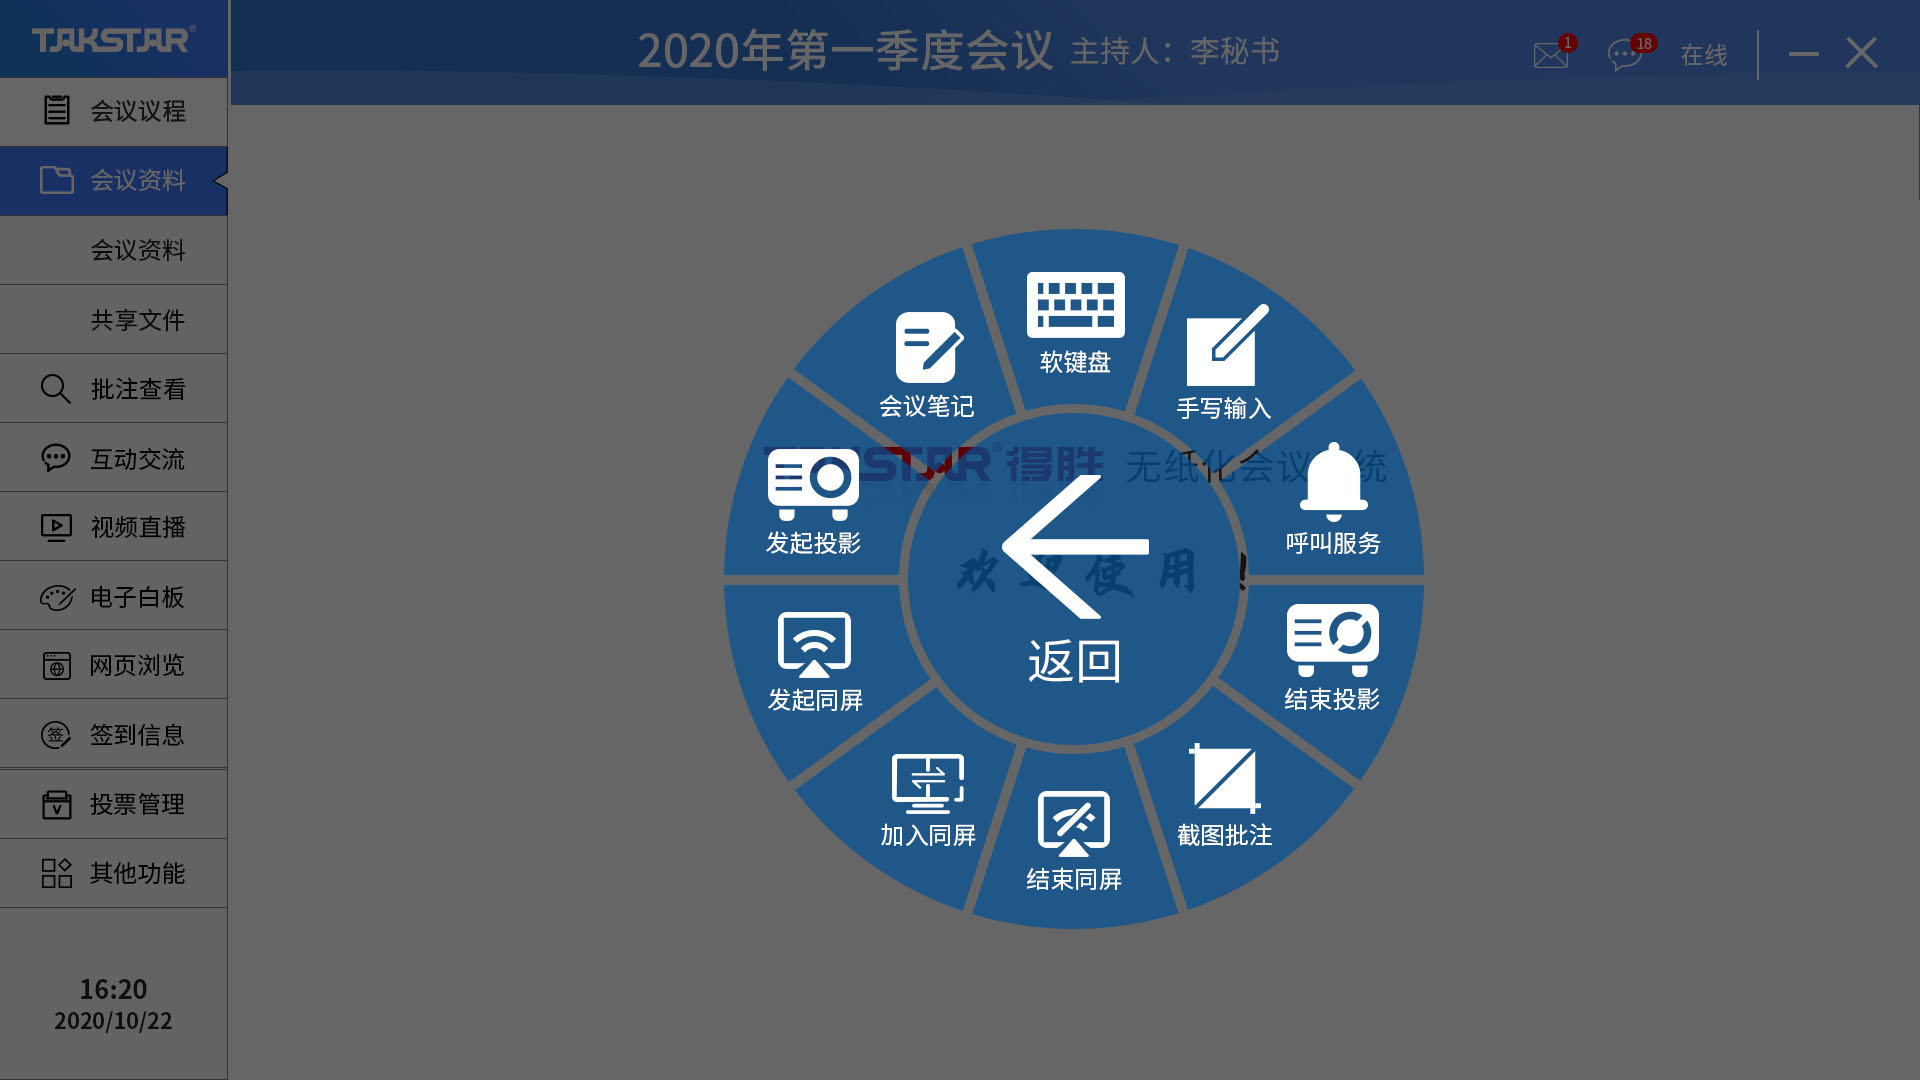 TAKSTAR®
2020年第一季度会议 主持人：李秘书
1
18
在线
会议议程
会议资料
会议资料
共享文件
批注查看
互动交流
视频直播
电子白板
网页浏览
签 签到信息
投票管理
其他功能
16:20
2020/10/22
软键盘
会议笔记
手写输入
TAKSTAR®得胜 无纸化会议系统
发起投影
呼叫服务
欢迎使用!
返回
发起同屏
结束投影
加入同屏
截图批注
结束同屏